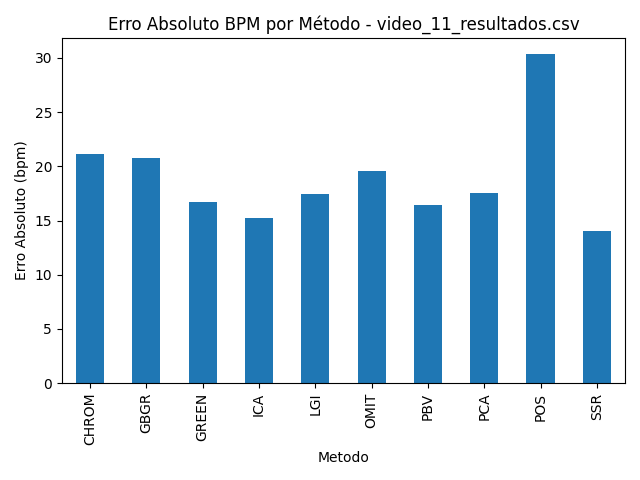 Erro Absoluto BPM por Método - video_11_resultados.csv
Erro Absoluto (bpm)
30
25
20
15
10
5
0
CHROM
GBGR
GREEN
ICA
LGI
OMIT
PBV
PCA
POS
SSR
Metodo